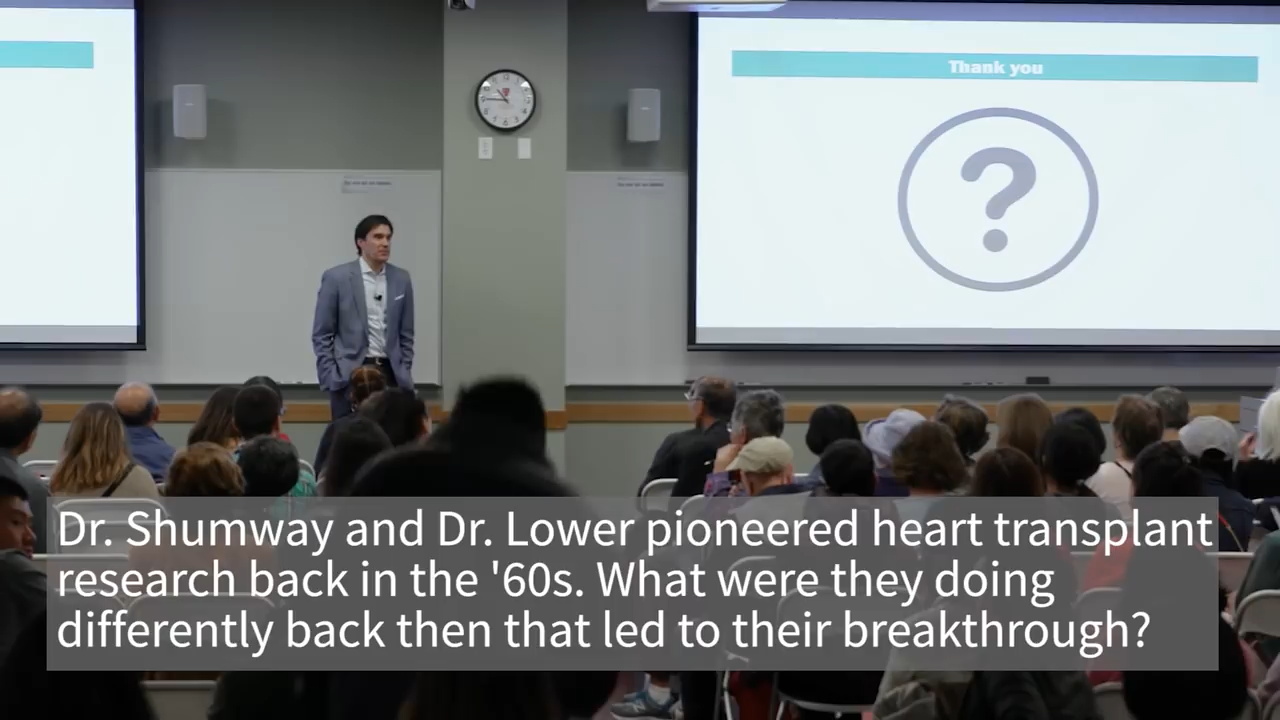 Thank you
?
Dr. Shumway and Dr. Lower pioneered heart transplant
research back in the '60s. What were they doing
differently back then that led to their breakthrough?